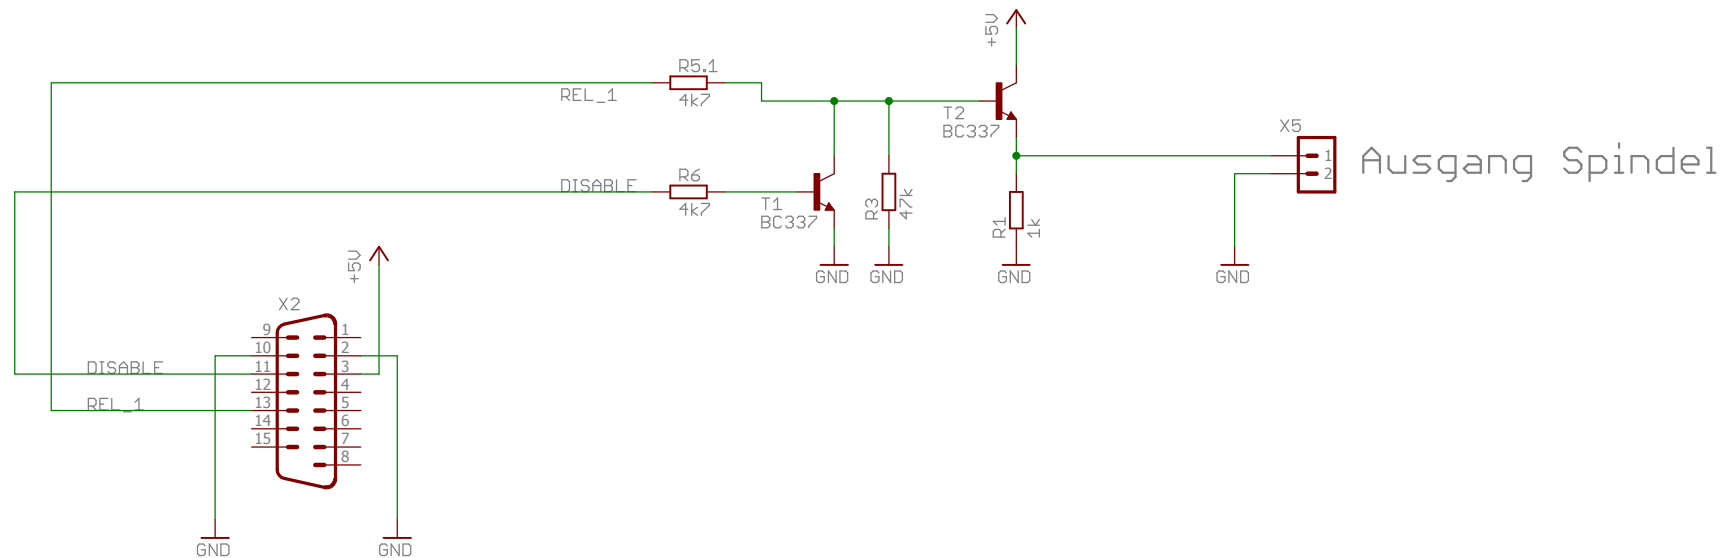 +5V
R5.1
REL_1
4k7
T2
BC337
X5
1
2
Ausgang Spindel
R6
DISABLE
4k7
T1
BC337
R3
47k
R1
1k
GND
GND
GND
GND
+5V
X2
9
1
10
2
DISABLE
11
3
12
4
REL_1
13
5
14
6
15
7
8
GND
GND